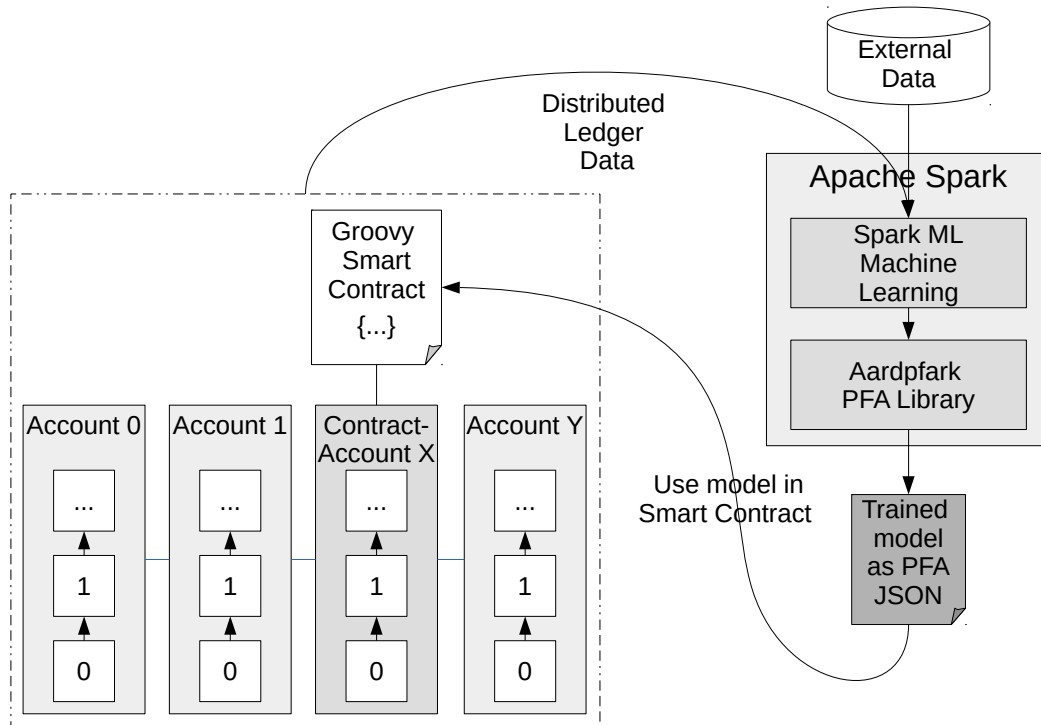 External
Data
Distributed
Ledger
Data
Apache Spark
Spark ML
Machine
Learning
Aardpfark
PFA Library
Groovy
Smart
Contract
{...}
Account 0
...
1
0
Account 1
...
1
0
Contract-
Account X
...
1
0
Account Y
...
1
0
Use model in
Smart Contract
Trained
model
as PFA
JSON